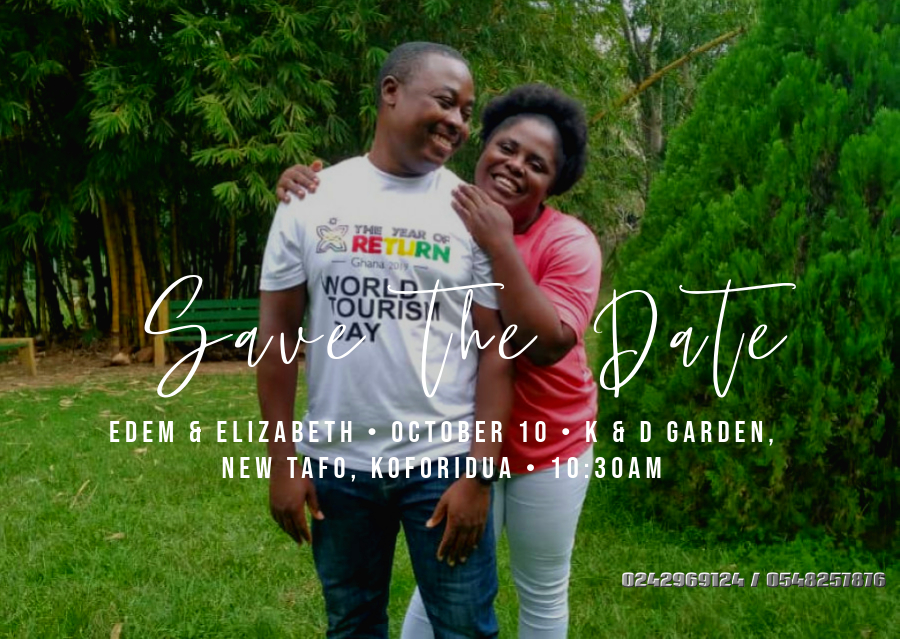 THE YEAR OF
RETURN
Ghana 2019
WORLD
TOURISM
DAY
Save the Date
EDEM & ELIZABETH • OCTOBER 10 • K & D GARDEN,
NEW TAFO, KOFORIDUA • 10:30AM
0242969124 / 0548257876